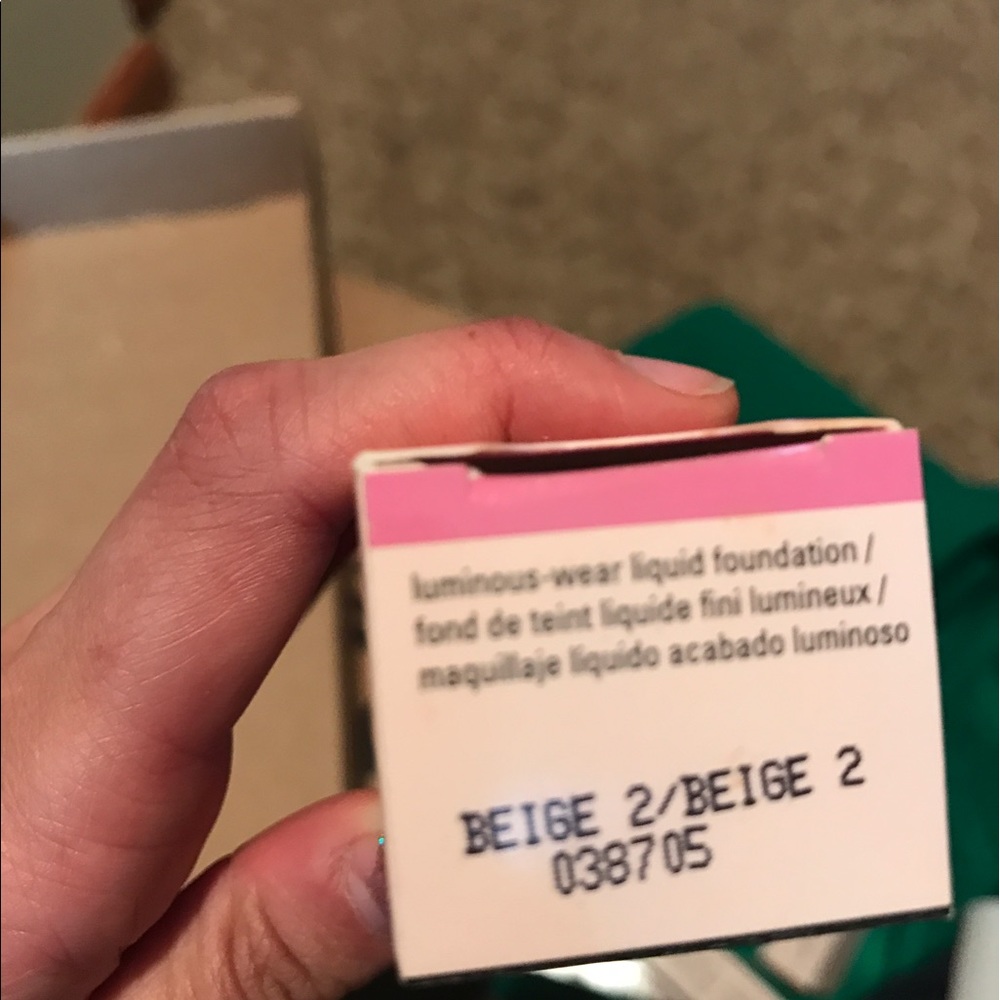 luminous-wear liquid foundation /
fond de teint liquide fini lumineux /
maquillaje líquido acabado luminoso
BEIGE 2/BEIGE 2
038705